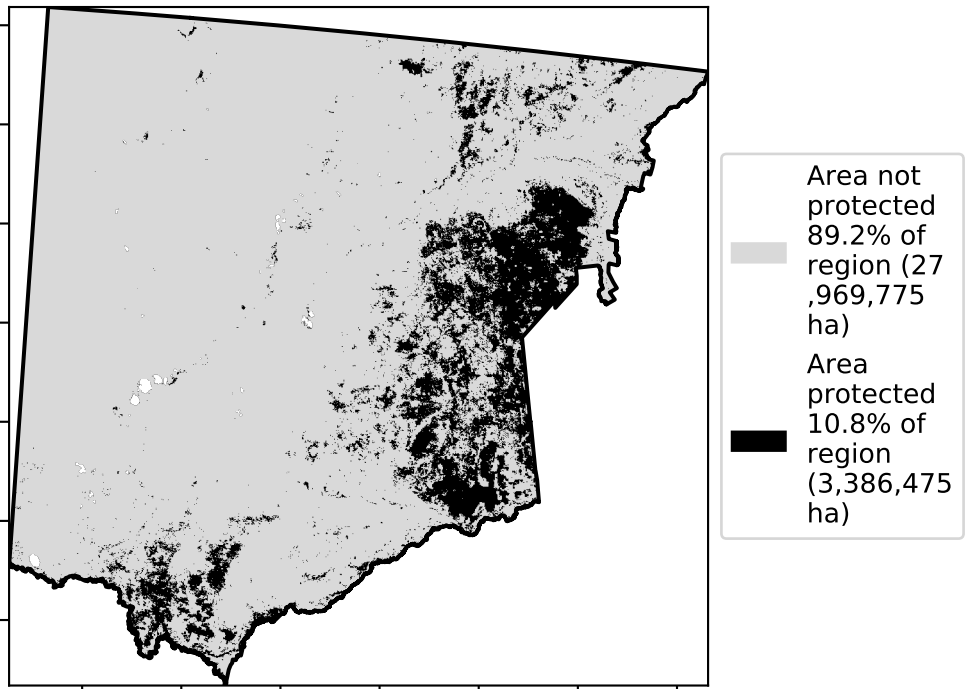 Area not
protected
89.2% of
region (27
,969,775
ha)
Area
protected
10.8% of
region
(3,386,475
ha)